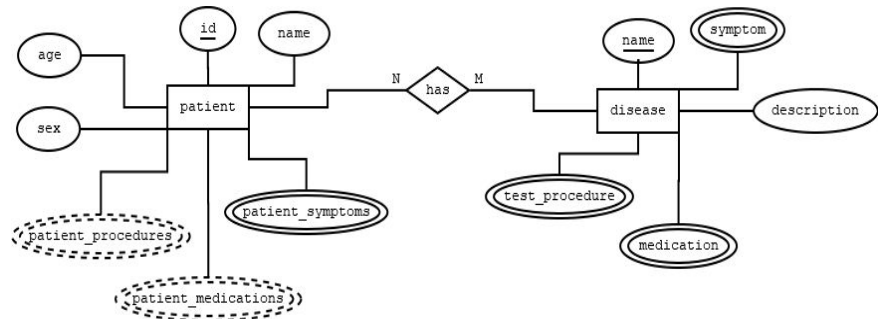 id
name
age
name
symptom
N
has
M
patient
disease
description
sex
test_procedure
patient_symptoms
patient_procedures
medication
patient_medications